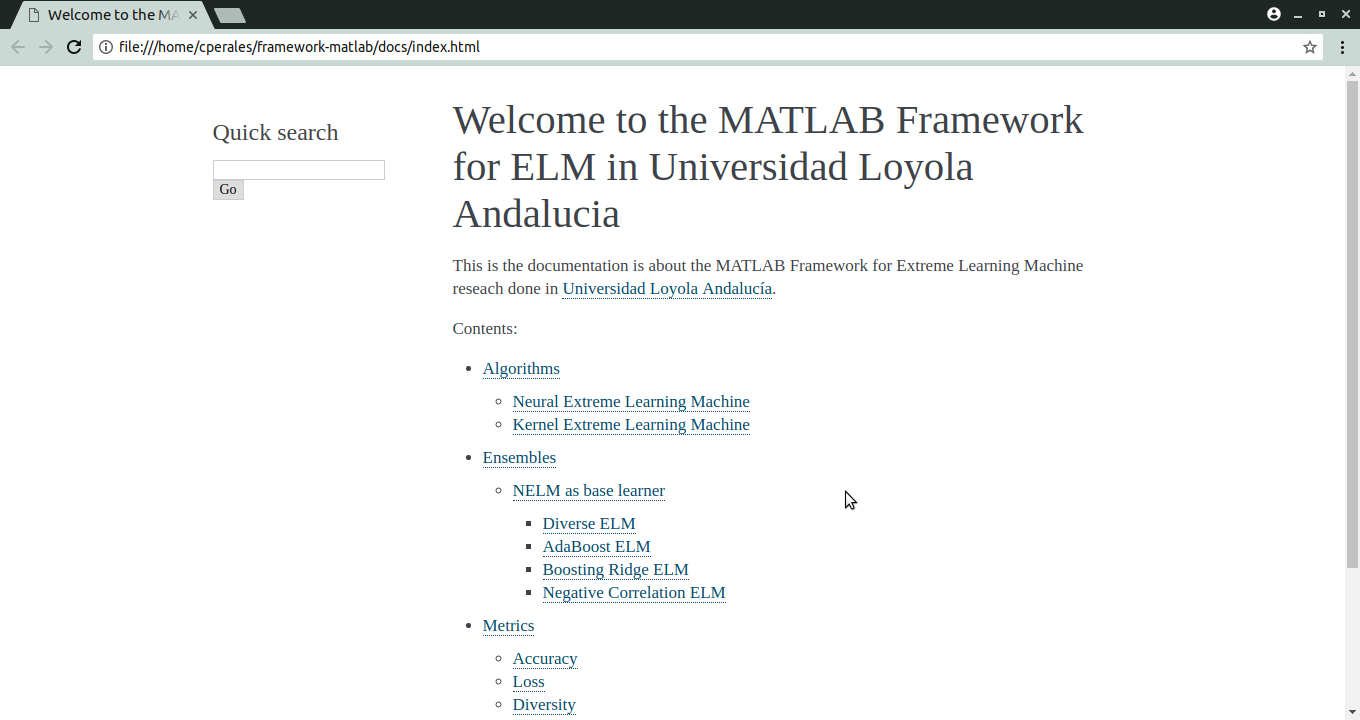 Welcome to the MA
file:///home/cperales/framework-matlab/docs/index.html
Quick search
Go
Welcome to the MATLAB Framework
for ELM in Universidad Loyola
Andalucia
This is the documentation is about the MATLAB Framework for Extreme Learning Machine
reseach done in Universidad Loyola Andalucía.
Contents:
Algorithms
Neural Extreme Learning Machine
Kernel Extreme Learning Machine
Ensembles
NELM as base learner
Diverse ELM
AdaBoost ELM
Boosting Ridge ELM
Negative Correlation ELM
Metrics
Accuracy
Loss
Diversity